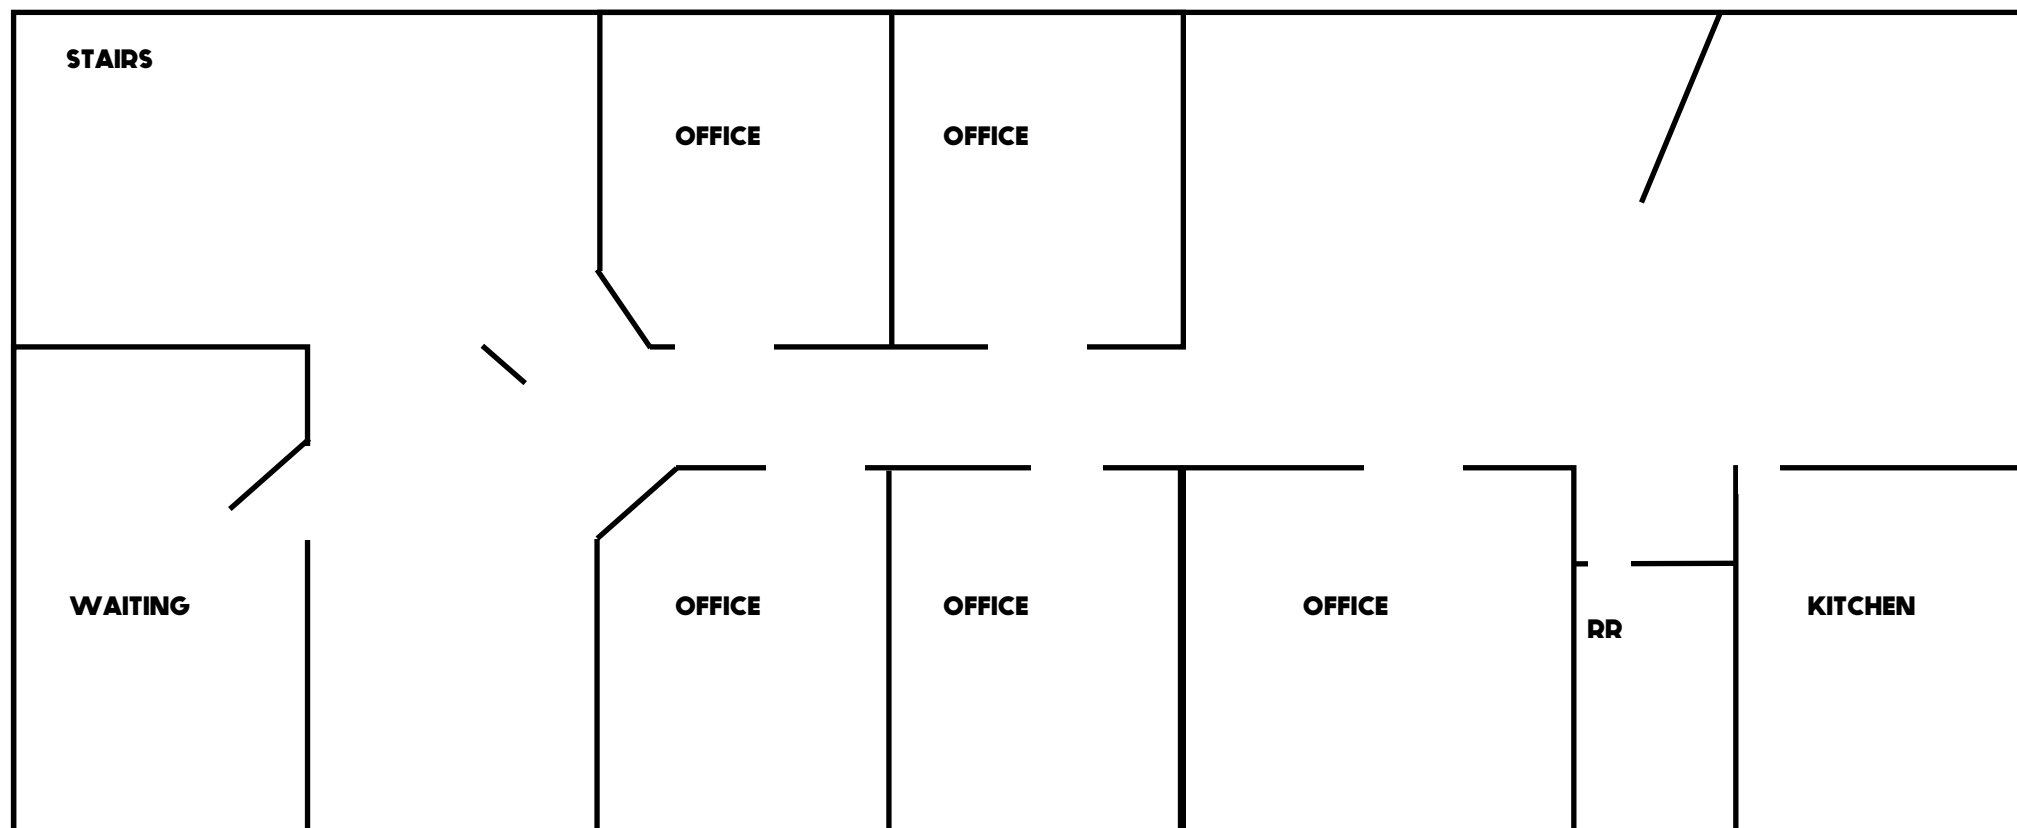 STAIRS
OFFICE
OFFICE
WAITING
OFFICE
OFFICE
OFFICE
RR
KITCHEN